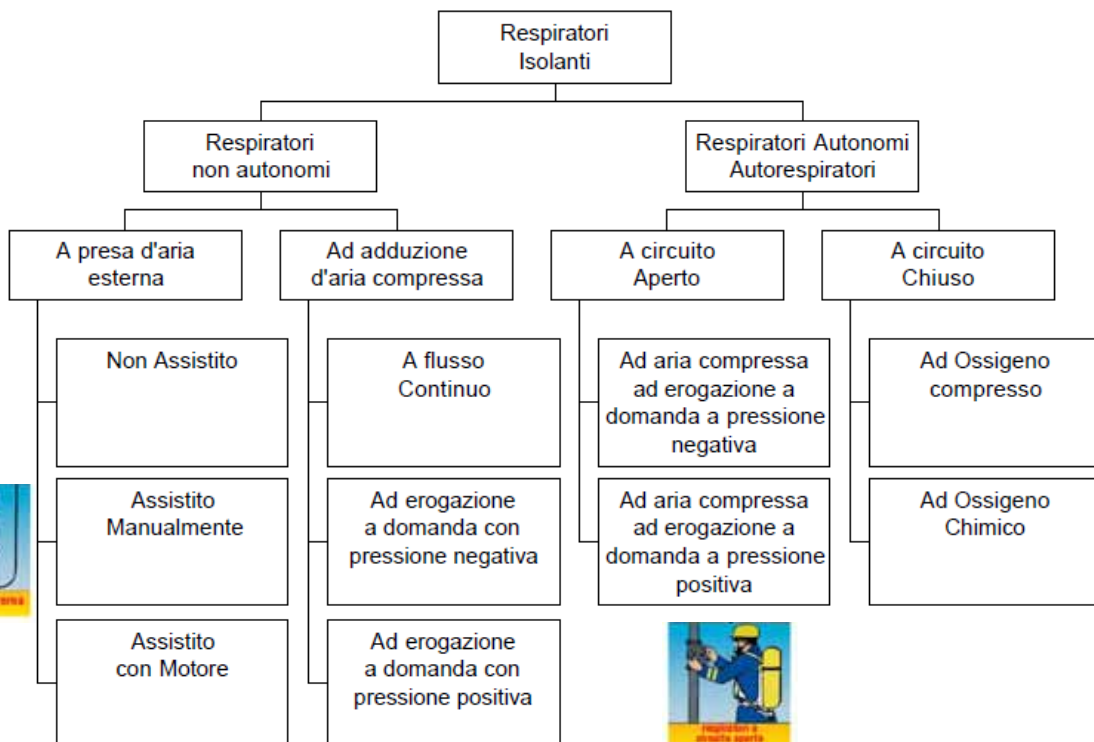 Respiratori
Isolanti
Respiratori
non autonomi
Respiratori Autonomi
Autorespiratori
A presa d'aria
esterna
Ad adduzione
d'aria compressa
A circuito
Aperto
A circuito
Chiuso
Non Assistito
A flusso
Continuo
Ad aria compressa
ad erogazione a
domanda a pressione
negativa
Ad Ossigeno
compresso
Assistito
Manualmente
Ad erogazione
a domanda con
pressione negativa
Ad aria compressa
ad erogazione a
domanda a pressione
positiva
Ad Ossigeno
Chimico
Assistito
con Motore
Ad erogazione
a domanda con
pressione positiva
respiratori a
circuito aperto